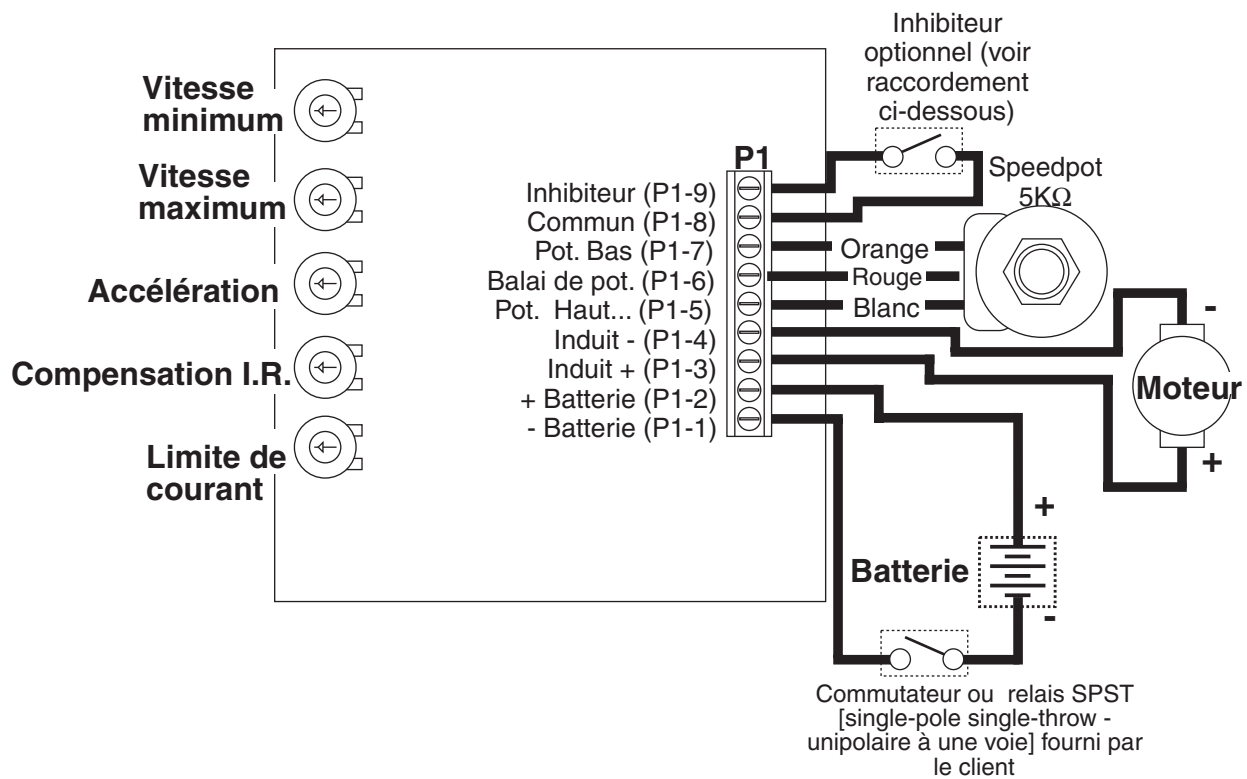 Inhibiteur
optionnel (voir
raccordement
ci-dessous)
Vitesse
minimum
Vitesse
maximum
Accélération
Compensation I.R.
Limite de
courant
P1
Inhibiteur (P1-9)
Commun (P1-8)
Pot. Bas (P1-7)
Balai de pot. (P1-6)
Pot. Haut... (P1-5)
Induit - (P1-4)
Induit + (P1-3)
+ Batterie (P1-2)
- Batterie (P1-1)
Speedpot
5KΩ
Orange
Rouge
Blanc
-
Moteur
+
+
Batterie
-
Commutateur ou relais SPST
[single-pole single-throw -
unipolaire à une voie] fourni par
le client